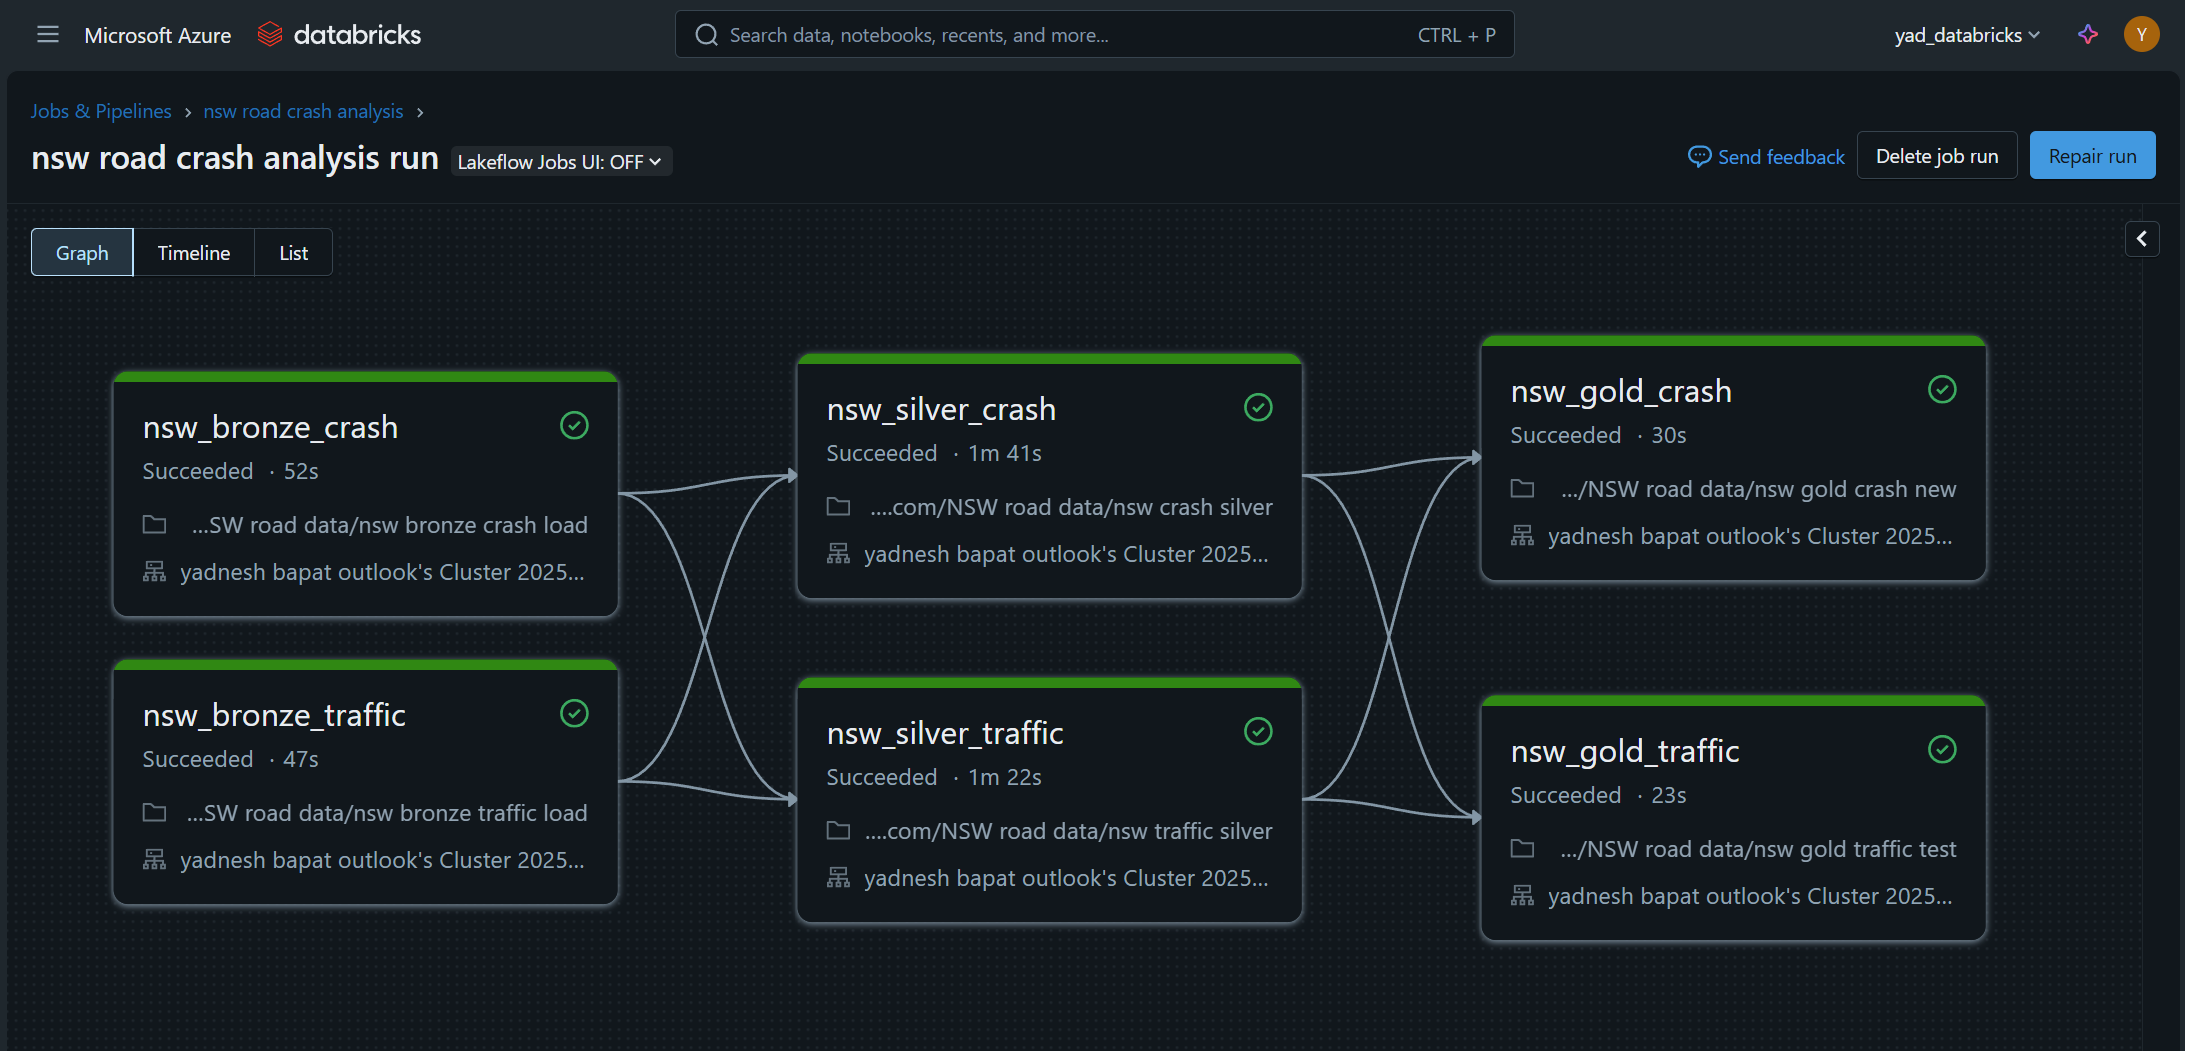 Microsoft Azure databricks
Search data, notebooks, recents, and more... CTRL + P
yad_databricks
Y
Jobs & Pipelines > nsw road crash analysis >
nsw road crash analysis run
Lakeflow Jobs UI: OFF
Send feedback
Delete job run
Repair run
Graph
Timeline
List
nsw_bronze_crash
Succeeded · 52s
...SW road data/nsw bronze crash load
yadnesh bapat outlook's Cluster 2025...
nsw_bronze_traffic
Succeeded · 47s
...SW road data/nsw bronze traffic load
yadnesh bapat outlook's Cluster 2025...
nsw_silver_crash
Succeeded · 1m 41s
....com/NSW road data/nsw crash silver
yadnesh bapat outlook's Cluster 2025...
nsw_silver_traffic
Succeeded · 1m 22s
....com/NSW road data/nsw traffic silver
yadnesh bapat outlook's Cluster 2025...
nsw_gold_crash
Succeeded · 30s
.../NSW road data/nsw gold crash new
yadnesh bapat outlook's Cluster 2025...
nsw_gold_traffic
Succeeded · 23s
.../NSW road data/nsw gold traffic test
yadnesh bapat outlook's Cluster 2025...